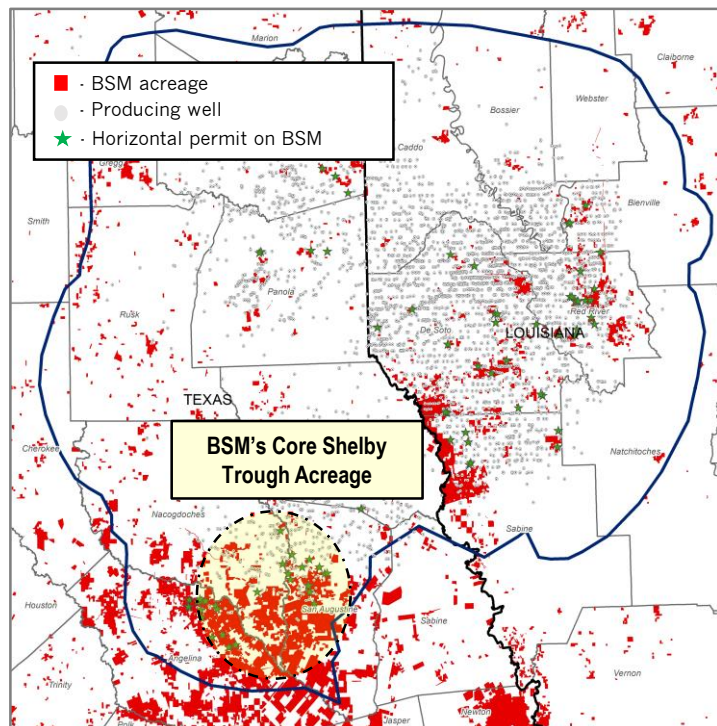 Marion
Claiborne
- BSM acreage
- Producing well
- Horizontal permit on BSM
Webster
Bossier
Caddo
Gregg
Bienville
Smith
Panola
Rusk
Red River
De Soto
LOUISIANA
TEXAS
BSM's Core Shelby
Trough Acreage
Cherokee
Natchitoches
Nacogdoches
Sabine
Houston
San Augustine
Sabine
Angelina
Vernon
Trinity
Newton
Jasper
Polk